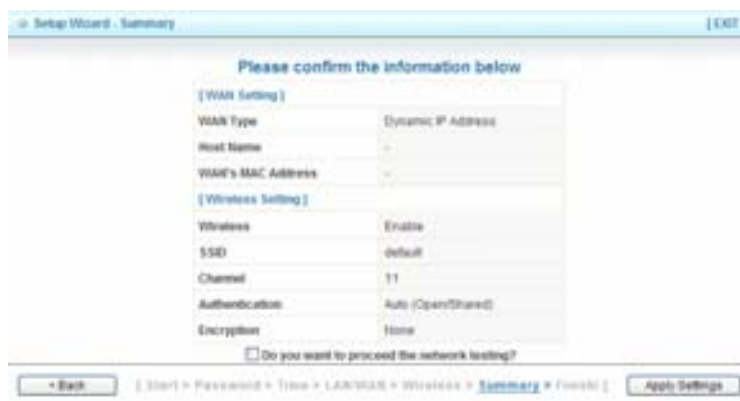 Setup Wizard - Summary [ EXIT
Please confirm the information below
[ WAN Setting ]
WAN Type Dynamic IP Address
Host Name -
WAN's MAC Address -
[ Wireless Setting ]
Wireless Enable
SSID default
Channel 11
Authentication Auto (Open/Shared)
Encryption None
Do you want to proceed the network testing?
< Back [ Start > Password > Time > LAN/WAN > Wireless > Summary > Finish! ] Apply Settings